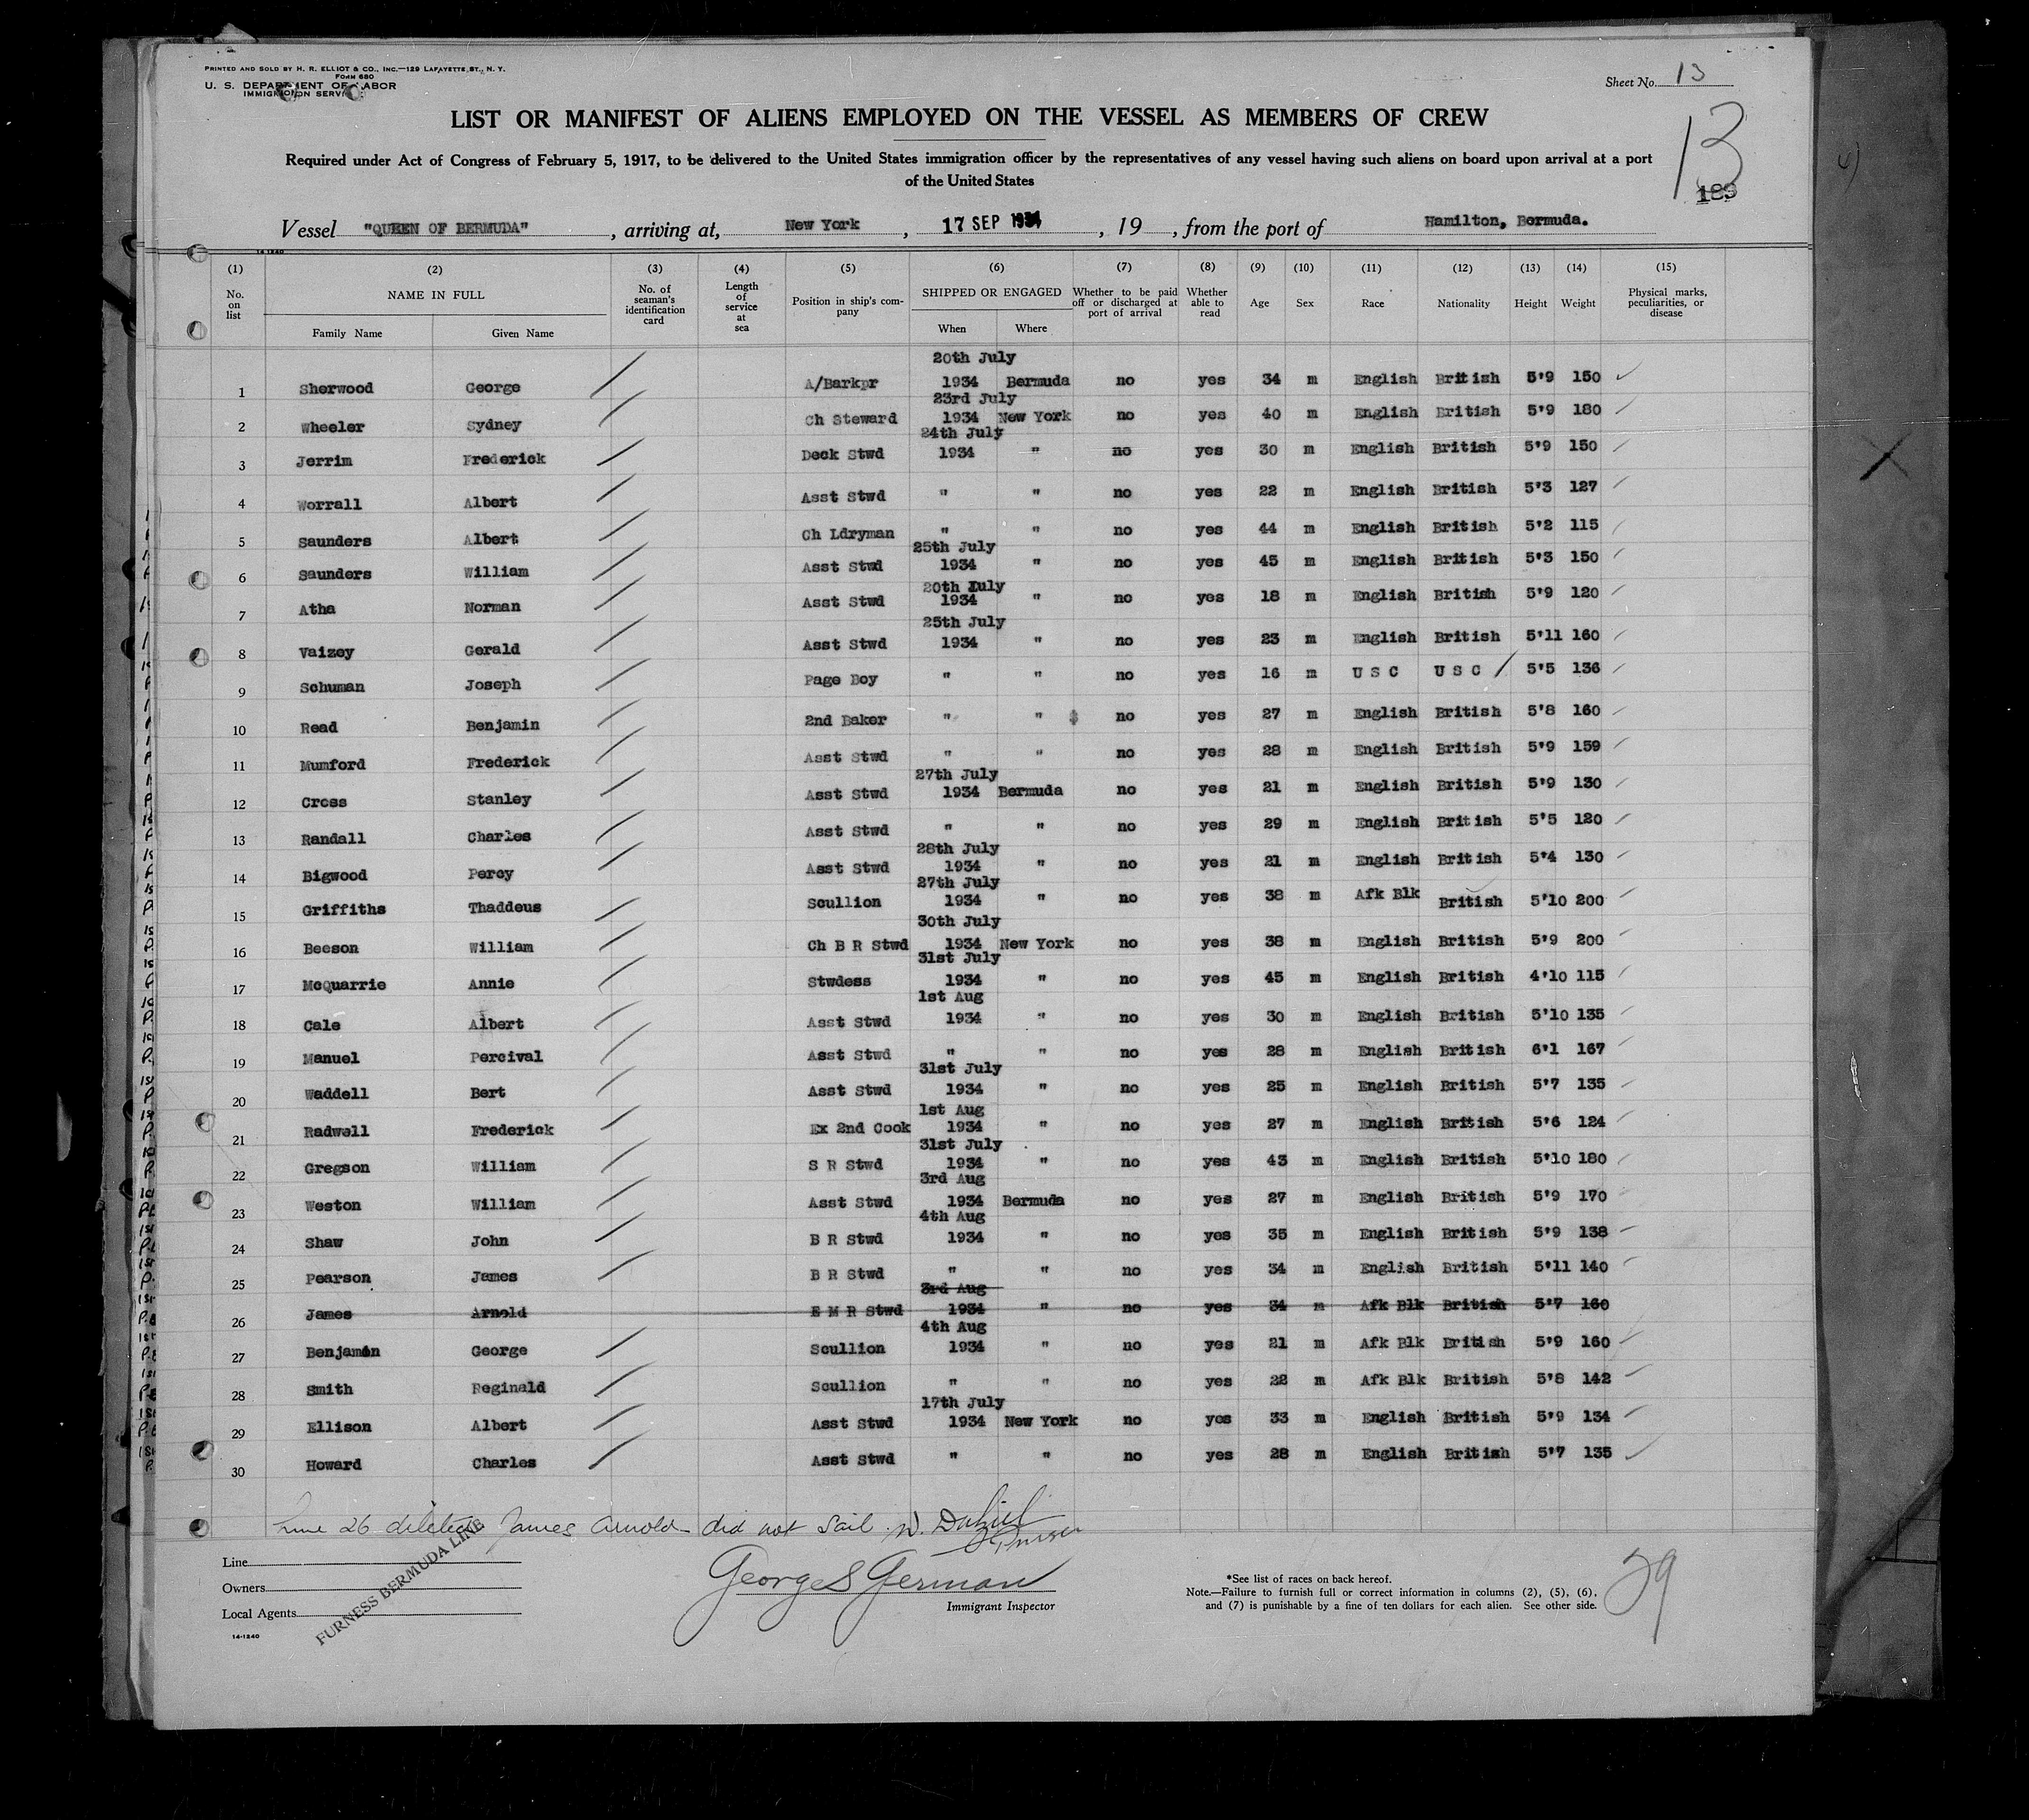 PRINTED AND SOLD BY H. R. ELLIOT & CO., INC.—129 LAFAYETTE ST., N. Y.
FORM 680
U. S. DEPARTMENT OF LABOR
IMMIGRATION SERVICE
Sheet No. 13
LIST OR MANIFEST OF ALIENS EMPLOYED ON THE VESSEL AS MEMBERS OF CREW
13
Required under Act of Congress of February 5, 1917, to be delivered to the United States immigration officer by the representatives of any vessel having such aliens on board upon arrival at a port
of the United States
189
Vessel "QUEEN OF BERMUDA", arriving at, New York, 17 SEP 1934, 19 , from the port of Hamilton, Bermuda.
14-1240
(1) (2) (3) (4) (5) (6) (7) (8) (9) (10) (11) (12) (13) (14) (15)
No. on list NAME IN FULL Family Name Given Name No. of seaman's identification card Length of service at sea Position in ship's company SHIPPED OR ENGAGED When Where Whether to be paid off or discharged at port of arrival Whether able to read Age Sex Race Nationality Height Weight Physical marks, peculiarities, or disease
20th July
1 Sherwood George A/Barkpr 1934 Bermuda no yes 34 m English British 5'9 150
23rd July
2 Wheeler Sydney Ch Steward 1934 New York no yes 40 m English British 5'9 180
24th July
3 Jerrim Frederick Deck Stwd 1934 " no yes 30 m English British 5'9 150
4 Worrall Albert Asst Stwd " " no yes 22 m English British 5'3 127
5 Saunders Albert Ch Ldryman " " no yes 44 m English British 5'2 115
25th July
6 Saunders William Asst Stwd 1934 " no yes 45 m English British 5'3 150
20th July
7 Atha Norman Asst Stwd 1934 " no yes 18 m English British 5'9 120
25th July
8 Vaizey Gerald Asst Stwd 1934 " no yes 23 m English British 5'11 160
9 Schuman Joseph Page Boy " " no yes 16 m U S C U S C 5'5 136
10 Read Benjamin 2nd Baker " " no yes 27 m English British 5'8 160
11 Mumford Frederick Asst Stwd " " no yes 28 m English British 5'9 159
27th July
12 Cross Stanley Asst Stwd 1934 Bermuda no yes 21 m English British 5'9 130
13 Randall Charles Asst Stwd " " no yes 29 m English British 5'5 120
28th July
14 Bigwood Percy Asst Stwd 1934 " no yes 21 m English British 5'4 130
27th July
15 Griffiths Thaddeus Scullion 1934 " no yes 38 m Afk Blk British 5'10 200
30th July
16 Beeson William Ch B R Stwd 1934 New York no yes 38 m English British 5'9 200
31st July
17 McQuarrie Annie Stwdess 1934 " no yes 45 m English British 4'10 115
1st Aug
18 Cale Albert Asst Stwd 1934 " no yes 30 m English British 5'10 135
19 Manuel Percival Asst Stwd " " no yes 28 m English British 6'1 167
31st July
20 Waddell Bert Asst Stwd 1934 " no yes 25 m English British 5'7 135
1st Aug
21 Radwell Frederick Ex 2nd Cook 1934 " no yes 27 m English British 5'6 124
31st July
22 Gregson William S R Stwd 1934 " no yes 43 m English British 5'10 180
3rd Aug
23 Weston William Asst Stwd 1934 Bermuda no yes 27 m English British 5'9 170
4th Aug
24 Shaw John B R Stwd 1934 " no yes 35 m English British 5'9 138
25 Pearson James B R Stwd " " no yes 34 m English British 5'11 140
3rd Aug
26 James Arnold E M R Stwd 1934 " no yes 34 m Afk Blk British 5'7 160
4th Aug
27 Benjamin George Scullion 1934 " no yes 21 m Afk Blk British 5'9 160
28 Smith Reginald Scullion " " no yes 22 m Afk Blk British 5'8 142
17th July
29 Ellison Albert Asst Stwd 1934 New York no yes 33 m English British 5'9 134
30 Howard Charles Asst Stwd " " no yes 28 m English British 5'7 135
Line 26 deleted James Arnold did not sail. Purser
Line
Owners
Local Agents
FURNESS BERMUDA LINE
14-1240
George S German
Immigrant Inspector
*See list of races on back hereof.
Note.—Failure to furnish full or correct information in columns (2), (5), (6),
and (7) is punishable by a fine of ten dollars for each alien. See other side.
29